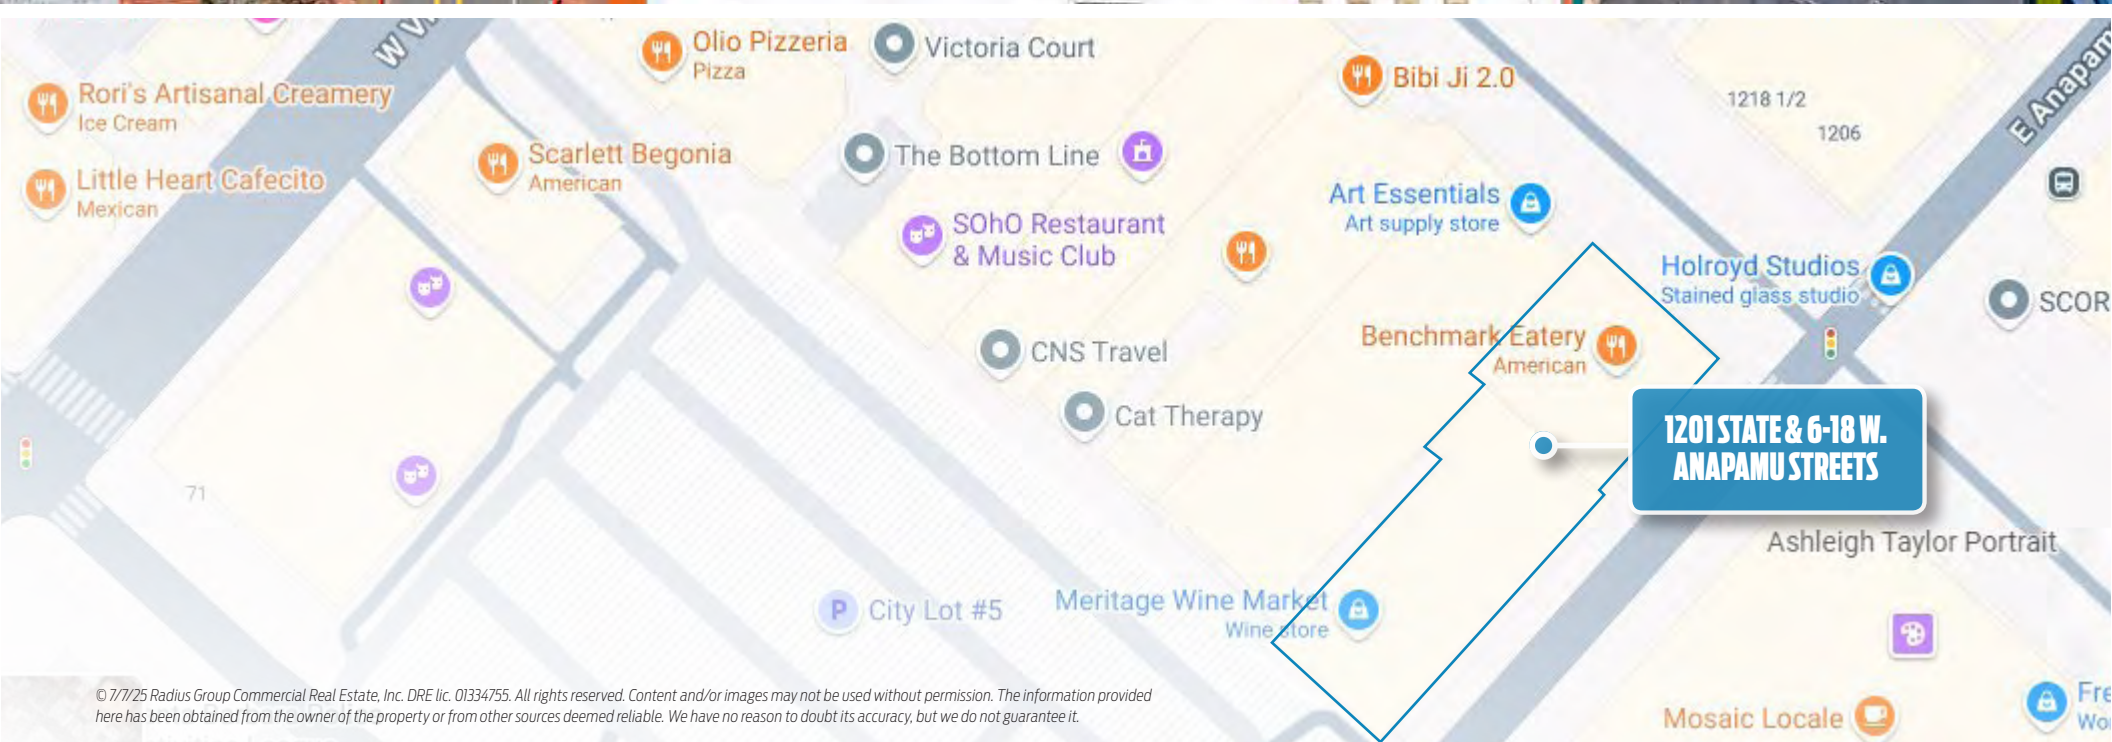 Olio Pizzeria
Pizza
Victoria Court
Bibi Ji 2.0
Rori's Artisanal Creamery
Ice Cream
1218 1/2
1206
E Anapam
Scarlett Begonia
American
The Bottom Line
Little Heart Cafecito
Mexican
Art Essentials
Art supply store
SOhO Restaurant
& Music Club
Holroyd Studios
Stained glass studio
SCOR
CNS Travel
Benchmark Eatery
American
Cat Therapy
1201 STATE & 6-18 W.
ANAPAMU STREETS
71
Ashleigh Taylor Portrait
P City Lot #5
Meritage Wine Market
Wine store
Mosaic Locale
Fre
Wo
© 7/7/25 Radius Group Commercial Real Estate, Inc. DRE lic. 01334755. All rights reserved. Content and/or images may not be used without permission. The information provided
here has been obtained from the owner of the property or from other sources deemed reliable. We have no reason to doubt its accuracy, but we do not guarantee it.